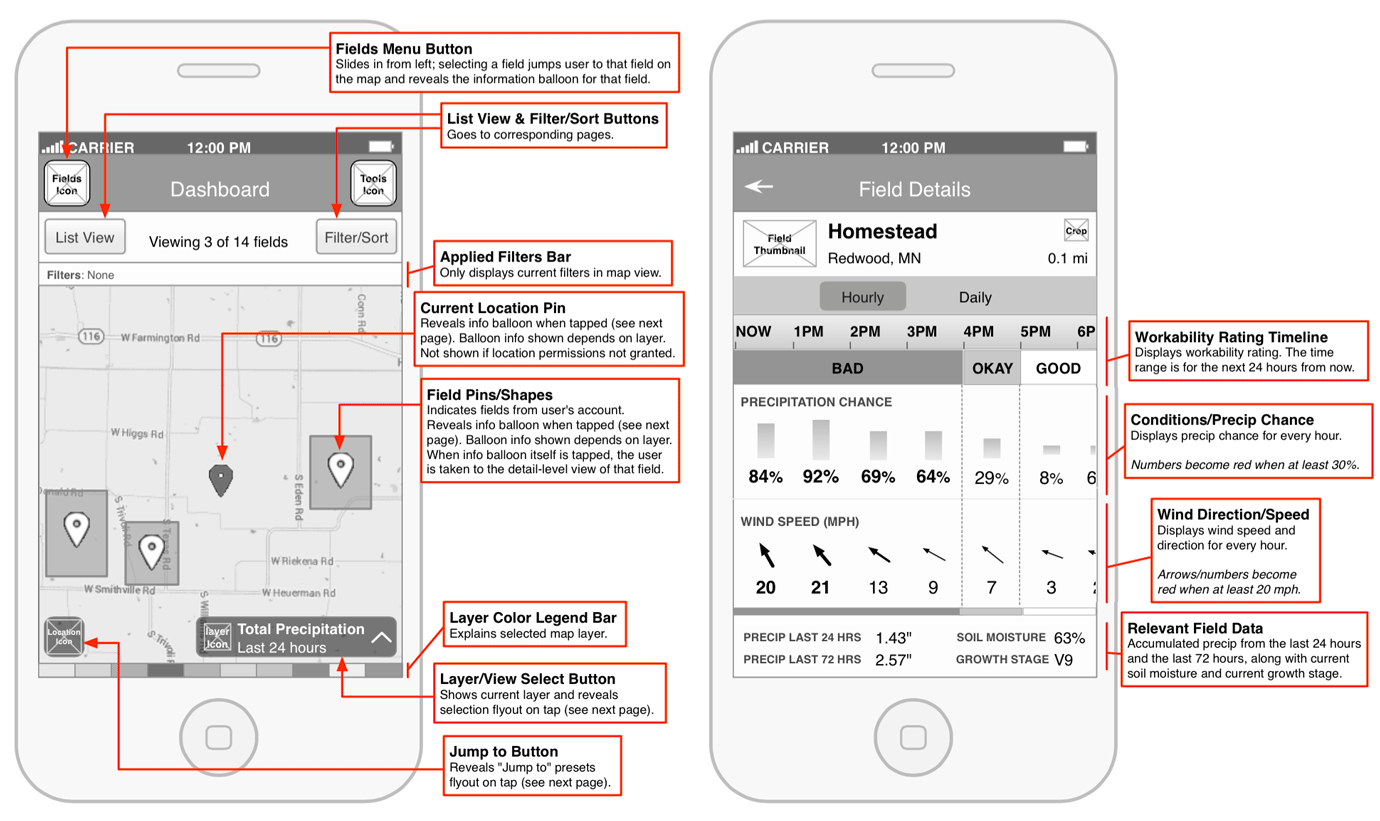 Fields Menu Button
Slides in from left; selecting a field jumps user to that field on
the map and reveals the information balloon for that field.
List View & Filter/Sort Buttons
Goes to corresponding pages.
CARRIER
12:00 PM
Fields
Icon
Dashboard
Tools
Icon
List View
Viewing 3 of 14 fields
Filter/Sort
Filters: None
Applied Filters Bar
Only displays current filters in map view.
Current Location Pin
Reveals info balloon when tapped (see next
page). Balloon info shown depends on layer.
Not shown if location permissions not granted.
Field Pins/Shapes
Indicates fields from user's account.
Reveals info balloon when tapped (see next
page). Balloon info shown depends on layer.
When info balloon itself is tapped, the user
is taken to the detail-level view of that field.
Conn Rd
116
W Farmington Rd
116
W Higgs Rd
S Eden Rd
Donald Rd
S Trivoli Rd
S Texas Rd
W Riekena Rd
W Smithville Rd
W Heuerman Rd
S Trivoli
Location
Icon
layer
icon
Total Precipitation
Last 24 hours
Layer Color Legend Bar
Explains selected map layer.
Layer/View Select Button
Shows current layer and reveals
selection flyout on tap (see next page).
Jump to Button
Reveals "Jump to" presets
flyout on tap (see next page).
CARRIER
12:00 PM
Field Details
Field
Thumbnail
Homestead
Redwood, MN
Crop
0.1 mi
Hourly
Daily
NOW 1PM 2PM 3PM 4PM 5PM 6P
BAD OKAY GOOD
PRECIPITATION CHANCE
84% 92% 69% 64% 29% 8% 6
WIND SPEED (MPH)
20 21 13 9 7 3
PRECIP LAST 24 HRS 1.43" SOIL MOISTURE 63%
PRECIP LAST 72 HRS 2.57" GROWTH STAGE V9
Workability Rating Timeline
Displays workability rating. The time
range is for the next 24 hours from now.
Conditions/Precip Chance
Displays precip chance for every hour.
Numbers become red when at least 30%.
Wind Direction/Speed
Displays wind speed and
direction for every hour.
Arrows/numbers become
red when at least 20 mph.
Relevant Field Data
Accumulated precip from the last 24 hours
and the last 72 hours, along with current
soil moisture and current growth stage.